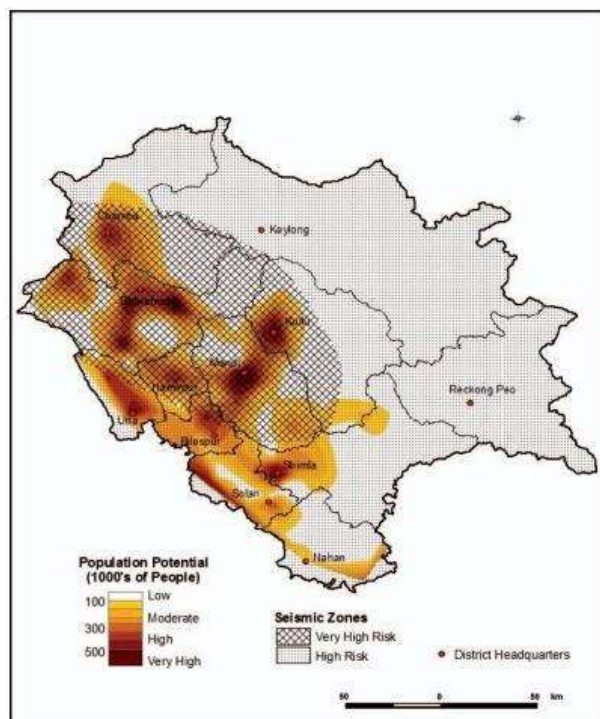 Chamba
Keylong
Kullu
Mandi
Hamirpur
Reckong Peo
Una
Bilaspur
Shimla
Solan
Nahan
Population Potential
(1000's of People)
Low
100
Moderate
300
High
500
Very High
Seismic Zones
Very High Risk
High Risk
District Headquarters
km
50
0
50